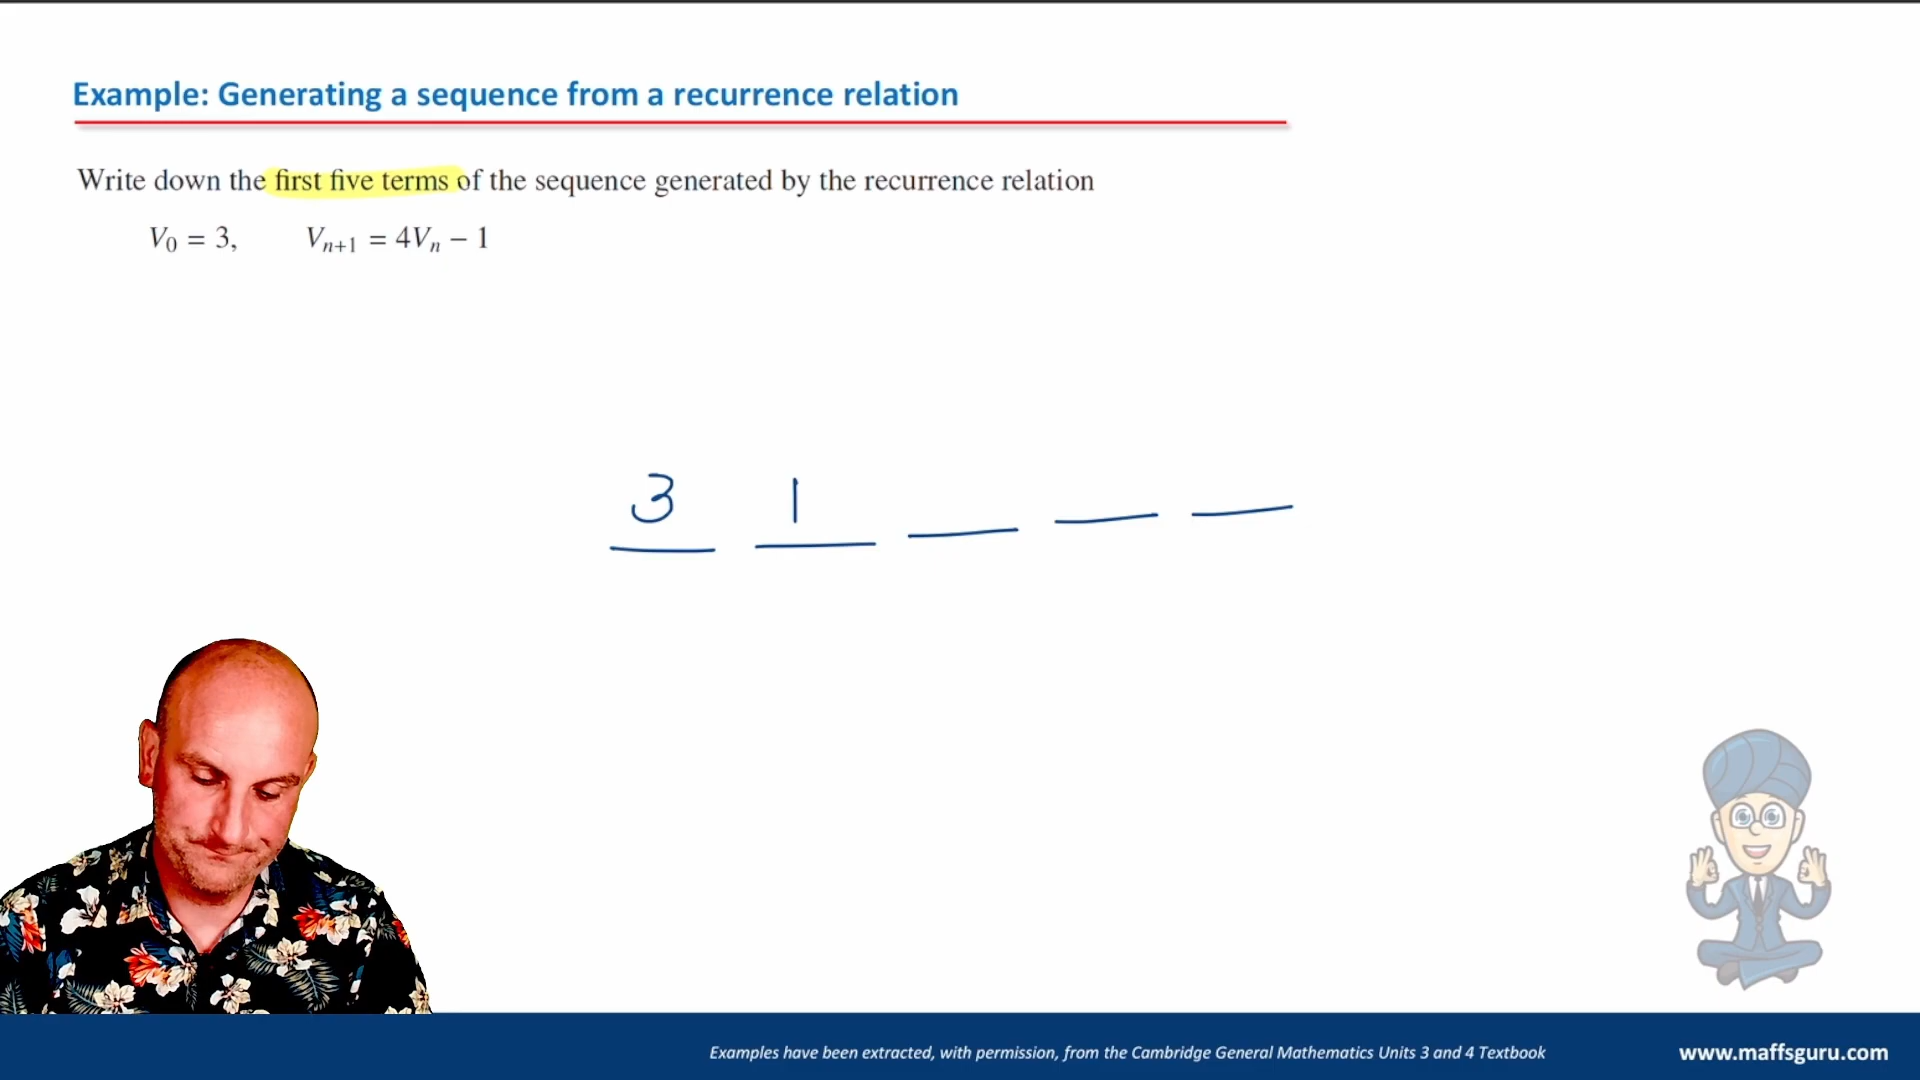 Example: Generating a sequence from a recurrence relation
Write down the first five terms of the sequence generated by the recurrence relation
V₀ = 3, Vₙ₊₁ = 4Vₙ − 1
3 1
Examples have been extracted, with permission, from the Cambridge General Mathematics Units 3 and 4 Textbook
www.maffsguru.com